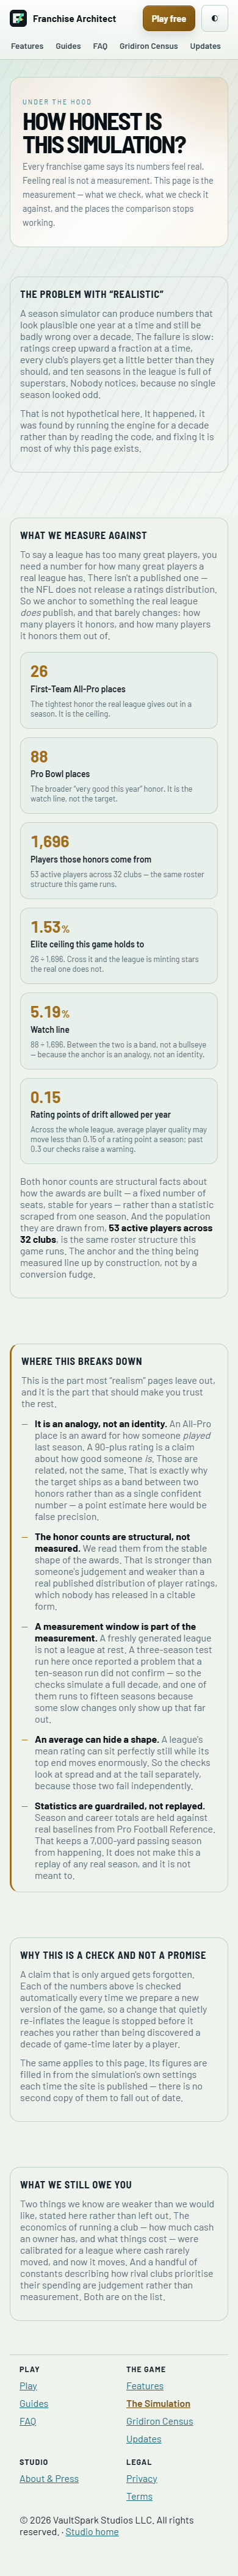 Franchise Architect
Play free
Features Guides FAQ Gridiron Census Updates
UNDER THE HOOD
HOW HONEST IS
THIS SIMULATION?
Every franchise game says its numbers feel real.
Feeling real is not a measurement. This page is the
measurement — what we check, what we check it
against, and the places the comparison stops
working.
THE PROBLEM WITH “REALISTIC”
A season simulator can produce numbers that
look plausible one year at a time and still be
badly wrong over a decade. The failure is slow:
ratings creep upward a fraction at a time,
every club's players get a little better than they
should, and ten seasons in the league is full of
superstars. Nobody notices, because no single
season looked odd.
That is not hypothetical here. It happened, it
was found by running the engine for a decade
rather than by reading the code, and fixing it is
most of why this page exists.
WHAT WE MEASURE AGAINST
To say a league has too many great players, you
need a number for how many great players a
real league has. There isn't a published one —
the NFL does not release a ratings distribution.
So we anchor to something the real league
does publish, and that barely changes: how
many players it honors, and how many players
it honors them out of.
26
First-Team All-Pro places
The tightest honor the real league gives out in a
season. It is the ceiling.
88
Pro Bowl places
The broader “very good this year” honor. It is the
watch line, not the target.
1,696
Players those honors come from
53 active players across 32 clubs — the same roster
structure this game runs.
1.53%
Elite ceiling this game holds to
26 ÷ 1,696. Cross it and the league is minting stars
the real one does not.
5.19%
Watch line
88 ÷ 1,696. Between the two is a band, not a bullseye
— because the anchor is an analogy, not an identity.
0.15
Rating points of drift allowed per year
Across the whole league, average player quality may
move less than 0.15 of a rating point a season; past
0.3 our checks raise a warning.
Both honor counts are structural facts about
how the awards are built — a fixed number of
seats, stable for years — rather than a statistic
scraped from one season. And the population
they are drawn from, 53 active players across
32 clubs, is the same roster structure this
game runs. The anchor and the thing being
measured line up by construction, not by a
conversion fudge.
WHERE THIS BREAKS DOWN
This is the part most “realism” pages leave out,
and it is the part that should make you trust
the rest.
— It is an analogy, not an identity. An All-Pro
place is an award for how someone played
last season. A 90-plus rating is a claim
about how good someone is. Those are
related, not the same. That is exactly why
the target ships as a band between two
honors rather than as a single confident
number — a point estimate here would be
false precision.
— The honor counts are structural, not
measured. We read them from the stable
shape of the awards. That is stronger than
someone's judgement and weaker than a
real published distribution of player ratings,
which nobody has released in a citable
form.
— A measurement window is part of the
measurement. A freshly generated league
is not a league at rest. A three-season test
run here once reported a problem that a
ten-season run did not confirm — so the
checks simulate a full decade, and one of
them runs to fifteen seasons because
some slow changes only show up that far
out.
— An average can hide a shape. A league's
mean rating can sit perfectly still while its
top end moves enormously. So the checks
look at spread and at the tail separately,
because those two fail independently.
— Statistics are guardrailed, not replayed.
Season and career totals are held against
real baselines from Pro Football Reference.
That keeps a 7,000-yard passing season
from happening. It does not make this a
replay of any real season, and it is not
meant to.
WHY THIS IS A CHECK AND NOT A PROMISE
A claim that is only argued gets forgotten.
Each of the numbers above is checked
automatically every time we prepare a new
version of the game, so a change that quietly
re-inflates the league is stopped before it
reaches you rather than being discovered a
decade of game-time later by a player.
The same applies to this page. Its figures are
filled in from the simulation's own settings
each time the site is published — there is no
second copy of them to fall out of date.
WHAT WE STILL OWE YOU
Two things we know are weaker than we would
like, stated here rather than left out. The
economics of running a club — how much cash
an owner has, and what things cost — were
calibrated for a league where cash rarely
moved, and now it moves. And a handful of
constants describing how rival clubs prioritise
their spending are judgement rather than
measurement. Both are on the list.
PLAY
Play
Guides
FAQ
THE GAME
Features
The Simulation
Gridiron Census
Updates
STUDIO
About & Press
LEGAL
Privacy
Terms
© 2026 VaultSpark Studios LLC. All rights
reserved. · Studio home